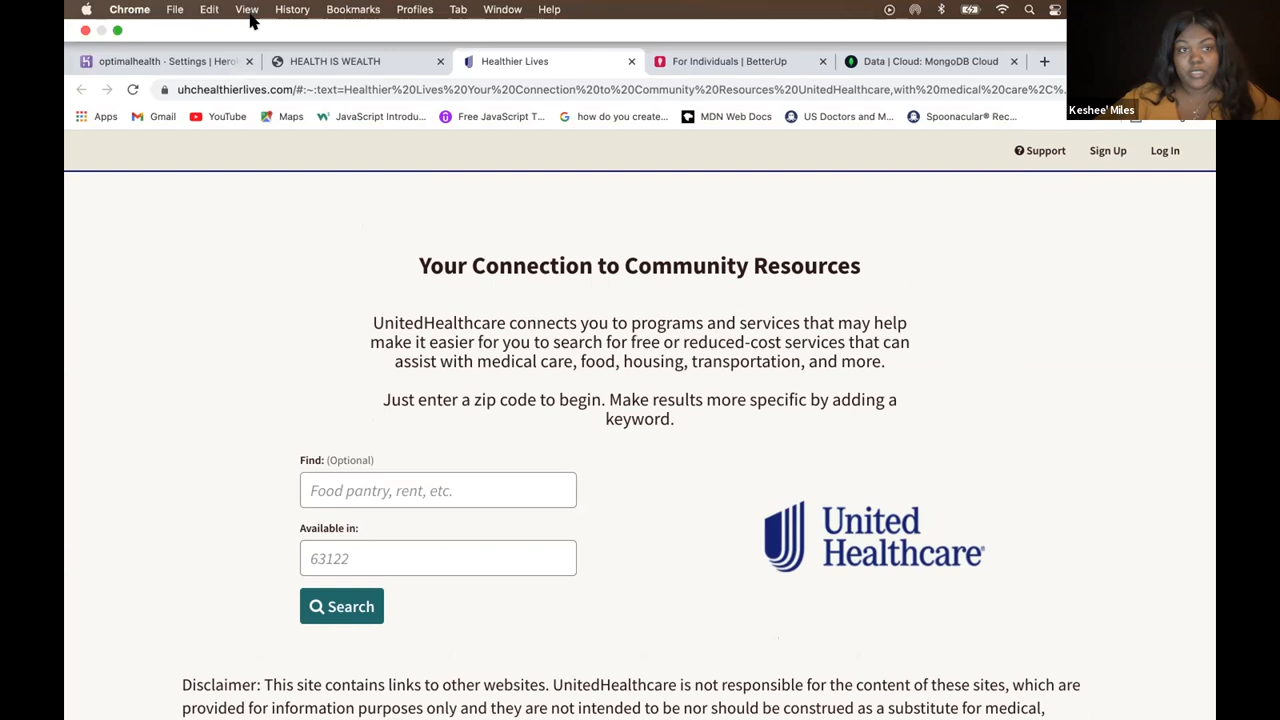 Chrome File Edit View History Bookmarks Profiles Tab Window Help
optimalhealth · Settings | Hero
HEALTH IS WEALTH
Healthier Lives
For Individuals | BetterUp
Data | Cloud: MongoDB Cloud
uhchealthierlives.com/#:~:text=Healthier%20Lives%20Your%20Connection%20to%20Community%20Resources%20UnitedHealthcare,with%20medical%20care%2C%
Apps Gmail YouTube Maps JavaScript Introdu... Free JavaScript T... how do you create... MDN Web Docs US Doctors and M... Spoonacular® Rec...
Keshee' Miles
Support Sign Up Log In
Your Connection to Community Resources
UnitedHealthcare connects you to programs and services that may help
make it easier for you to search for free or reduced-cost services that can
assist with medical care, food, housing, transportation, and more.
Just enter a zip code to begin. Make results more specific by adding a
keyword.
Find: (Optional)
Food pantry, rent, etc.
Available in:
63122
Search
United
Healthcare®
Disclaimer: This site contains links to other websites. UnitedHealthcare is not responsible for the content of these sites, which are
provided for information purposes only and they are not intended to be nor should be construed as a substitute for medical,